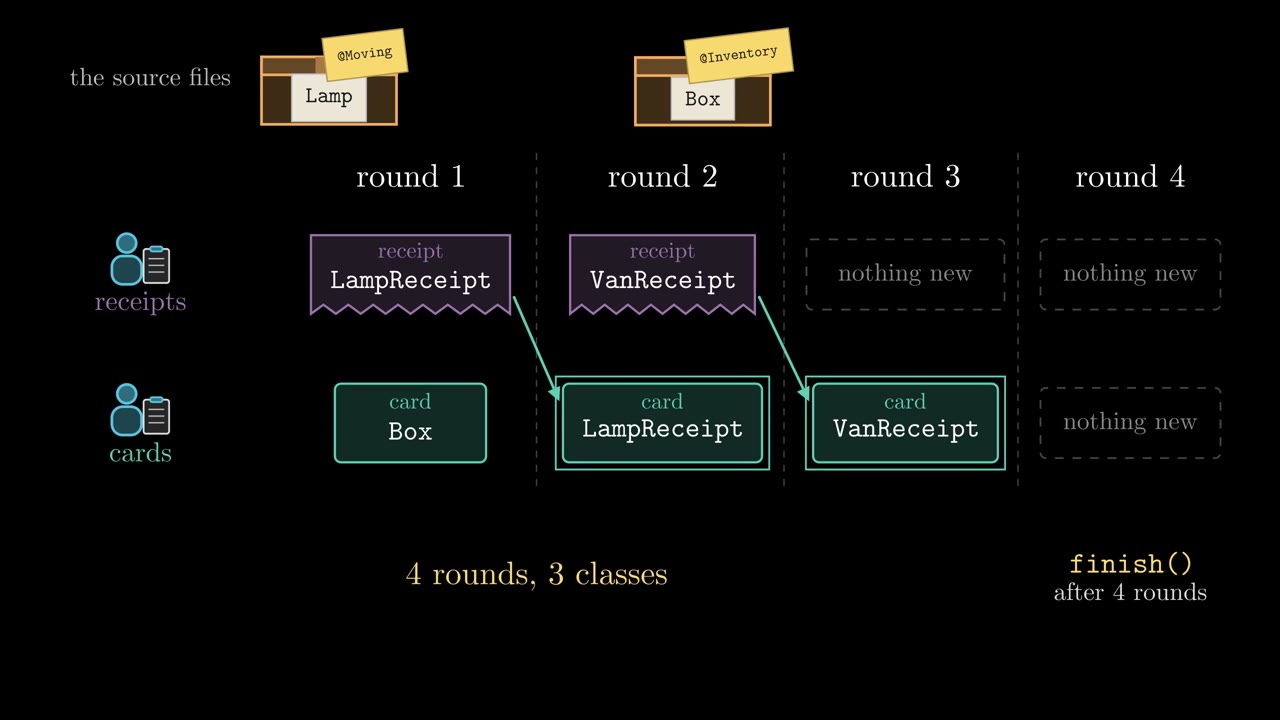 the source files
@Moving
Lamp
@Inventory
Box
round 1
round 2
round 3
round 4
receipts
receipt
LampReceipt
receipt
VanReceipt
nothing new
nothing new
cards
card
Box
card
LampReceipt
card
VanReceipt
nothing new
4 rounds, 3 classes
finish()
after 4 rounds